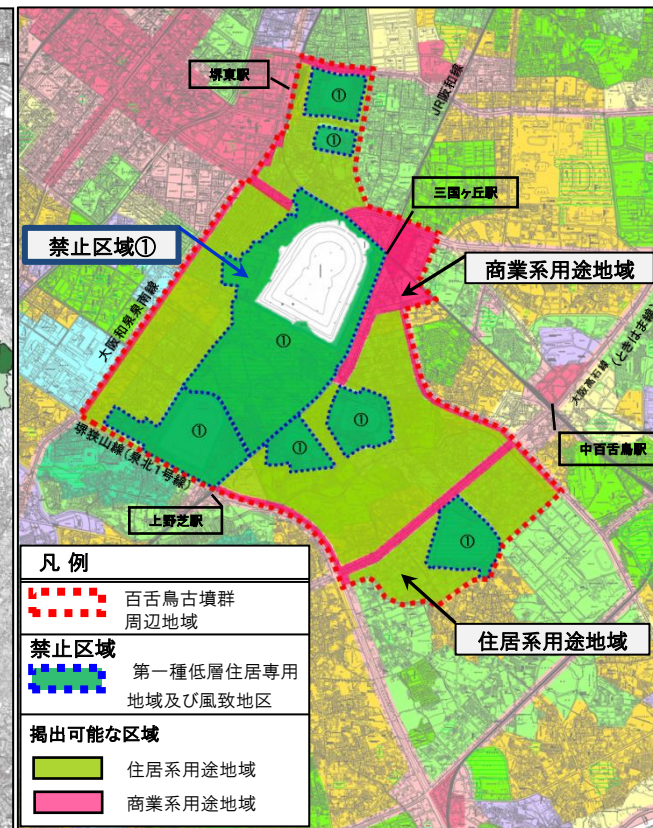 堺東駅
①
JR阪和線
①
三国ヶ丘駅
禁止区域①
商業系用途地域
①
大阪和泉泉南線
大阪高石線
(ときはま線)
①
①
①
堺狭山線(泉北1号線)
中百舌鳥駅
上野芝駅
①
住居系用途地域
凡 例
百舌鳥古墳群
周辺地域
禁止区域
第一種低層住居専用
地域及び風致地区
掲出可能な区域
住居系用途地域
商業系用途地域